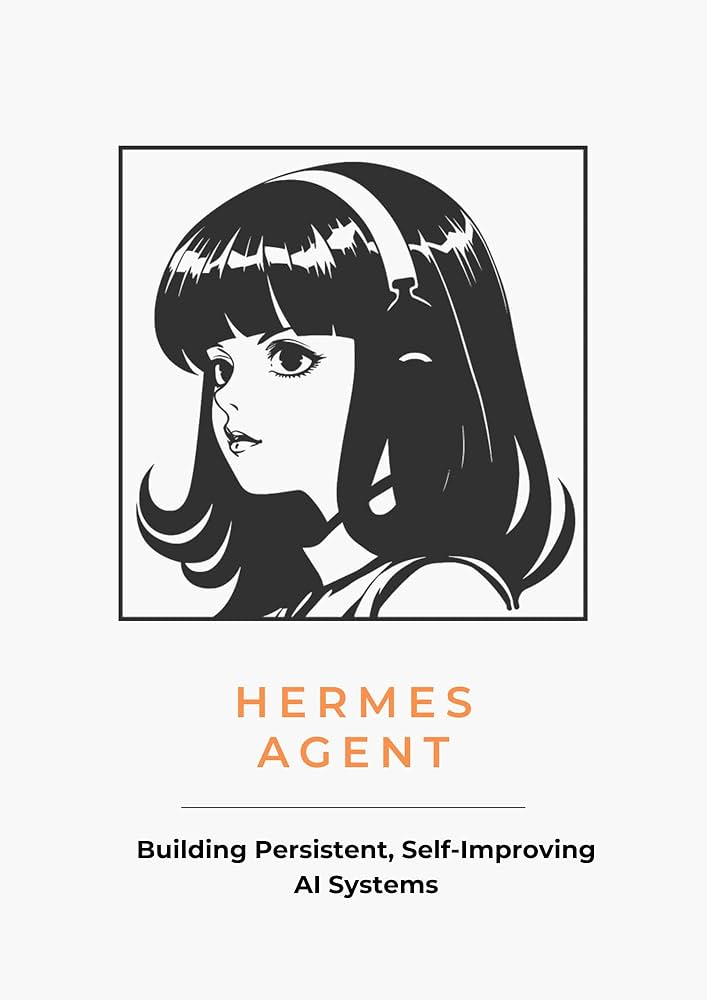 HERMES
AGENT
Building Persistent, Self-Improving
AI Systems